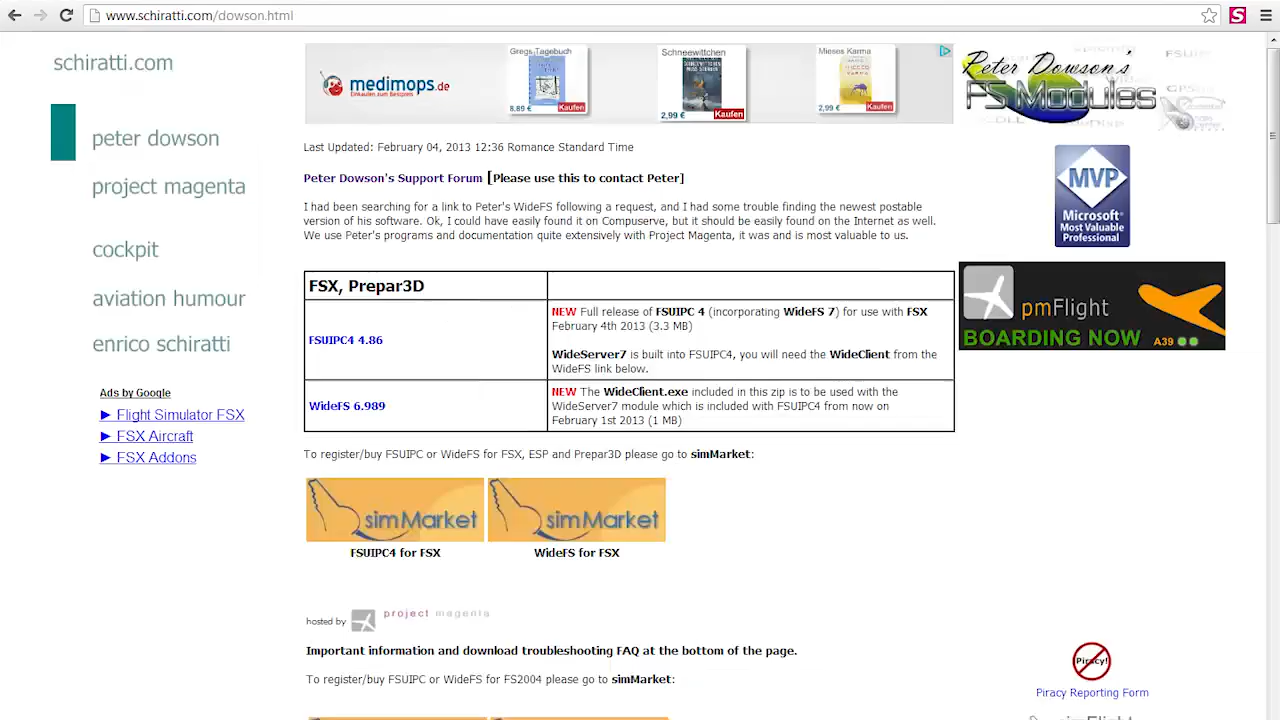 www.schiratti.com/dowson.html
S
schiratti.com
peter dowson
project magenta
cockpit
aviation humour
enrico schiratti
Ads by Google
► Flight Simulator FSX
► FSX Aircraft
► FSX Addons
medimops.de
Einkaufen zum Bestpreis
Gregs Tagebuch
8,89 € Kaufen
Schneewittchen
2,99 € Kaufen
Mieses Karma
2,99 € Kaufen
Peter Dowson's
FS Modules
Last Updated: February 04, 2013 12:36 Romance Standard Time
Peter Dowson's Support Forum [Please use this to contact Peter]
I had been searching for a link to Peter's WideFS following a request, and I had some trouble finding the newest postable
version of his software. Ok, I could have easily found it on Compuserve, but it should be easily found on the Internet as well.
We use Peter's programs and documentation quite extensively with Project Magenta, it was and is most valuable to us.
MVP
Microsoft®
Most Valuable
Professional
pmFlight
BOARDING NOW A39
FSX, Prepar3D
FSUIPC4 4.86
NEW Full release of FSUIPC 4 (incorporating WideFS 7) for use with FSX
February 4th 2013 (3.3 MB)
WideServer7 is built into FSUIPC4, you will need the WideClient from the
WideFS link below.
WideFS 6.989
NEW The WideClient.exe included in this zip is to be used with the
WideServer7 module which is included with FSUIPC4 from now on
February 1st 2013 (1 MB)
To register/buy FSUIPC or WideFS for FSX, ESP and Prepar3D please go to simMarket:
simMarket
simMarket
FSUIPC4 for FSX
WideFS for FSX
hosted by project magenta
Important information and download troubleshooting FAQ at the bottom of the page.
To register/buy FSUIPC or WideFS for FS2004 please go to simMarket:
Piracy!
Piracy Reporting Form